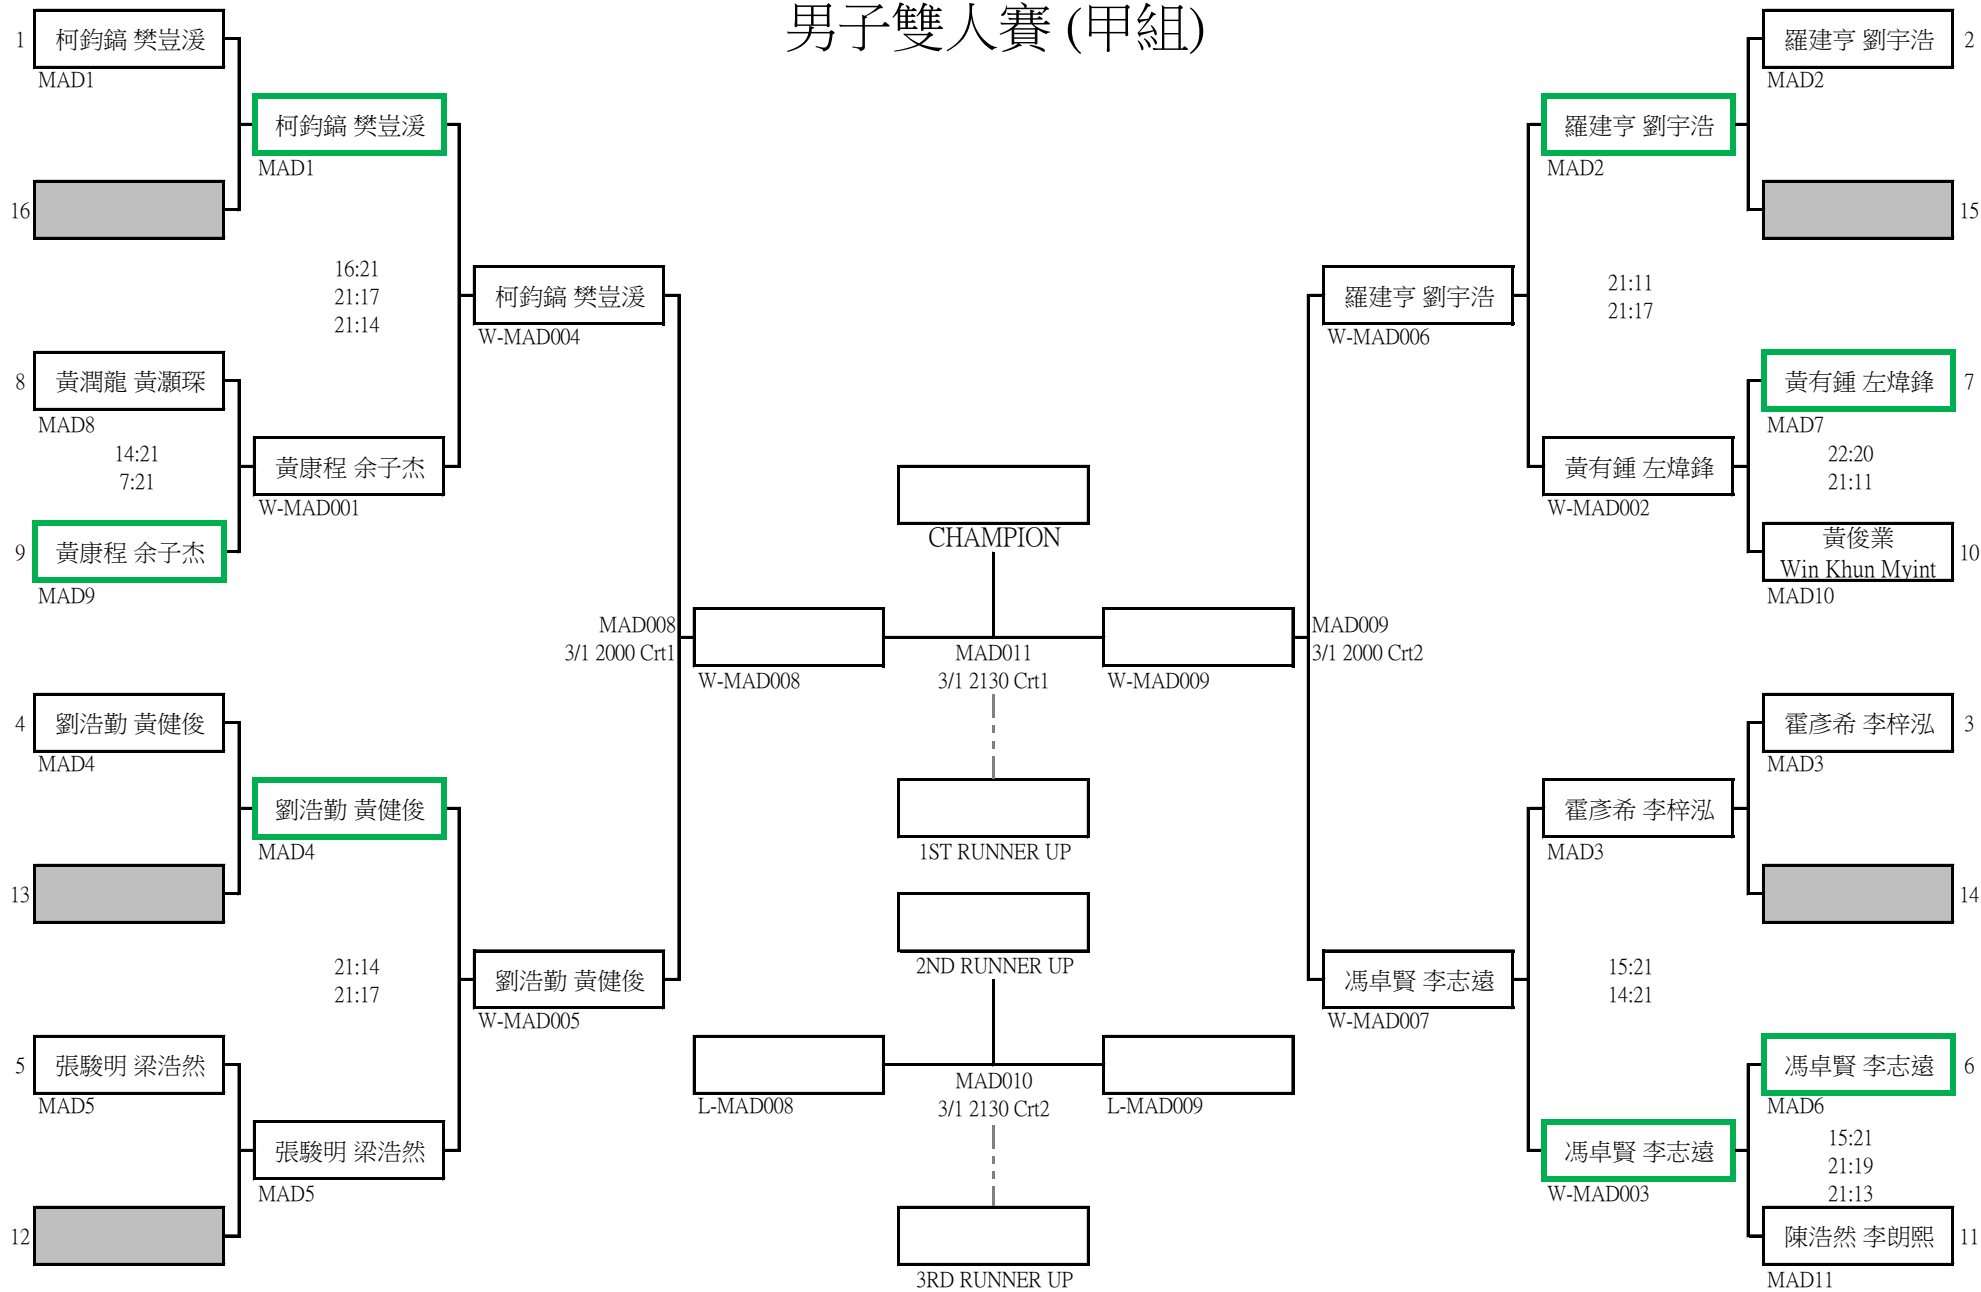 男子雙人賽 (甲組)
1
柯鈞鎬 樊豈湲
MAD1
柯鈞鎬 樊豈湲
MAD1
16
16:21
21:17
21:14
柯鈞鎬 樊豈湲
W-MAD004
8
黃潤龍 黃灝琛
MAD8
14:21
7:21
黃康程 余子杰
W-MAD001
9
黃康程 余子杰
MAD9
MAD008
3/1 2000 Crt1
W-MAD008
4
劉浩勤 黃健俊
MAD4
劉浩勤 黃健俊
MAD4
13
21:14
21:17
劉浩勤 黃健俊
W-MAD005
5
張駿明 梁浩然
MAD5
張駿明 梁浩然
MAD5
12
CHAMPION
MAD011
3/1 2130 Crt1
1ST RUNNER UP
2ND RUNNER UP
L-MAD008
MAD010
3/1 2130 Crt2
L-MAD009
3RD RUNNER UP
羅建亨 劉宇浩
2
MAD2
羅建亨 劉宇浩
MAD2
15
21:11
21:17
羅建亨 劉宇浩
W-MAD006
黃有鍾 左煒鋒
7
MAD7
22:20
21:11
黃有鍾 左煒鋒
W-MAD002
黃俊業
Win Khun Myint
10
MAD10
MAD009
3/1 2000 Crt2
W-MAD009
霍彥希 李梓泓
3
MAD3
霍彥希 李梓泓
MAD3
14
15:21
14:21
馮卓賢 李志遠
W-MAD007
馮卓賢 李志遠
6
MAD6
15:21
21:19
21:13
馮卓賢 李志遠
W-MAD003
陳浩然 李朗熙
11
MAD11